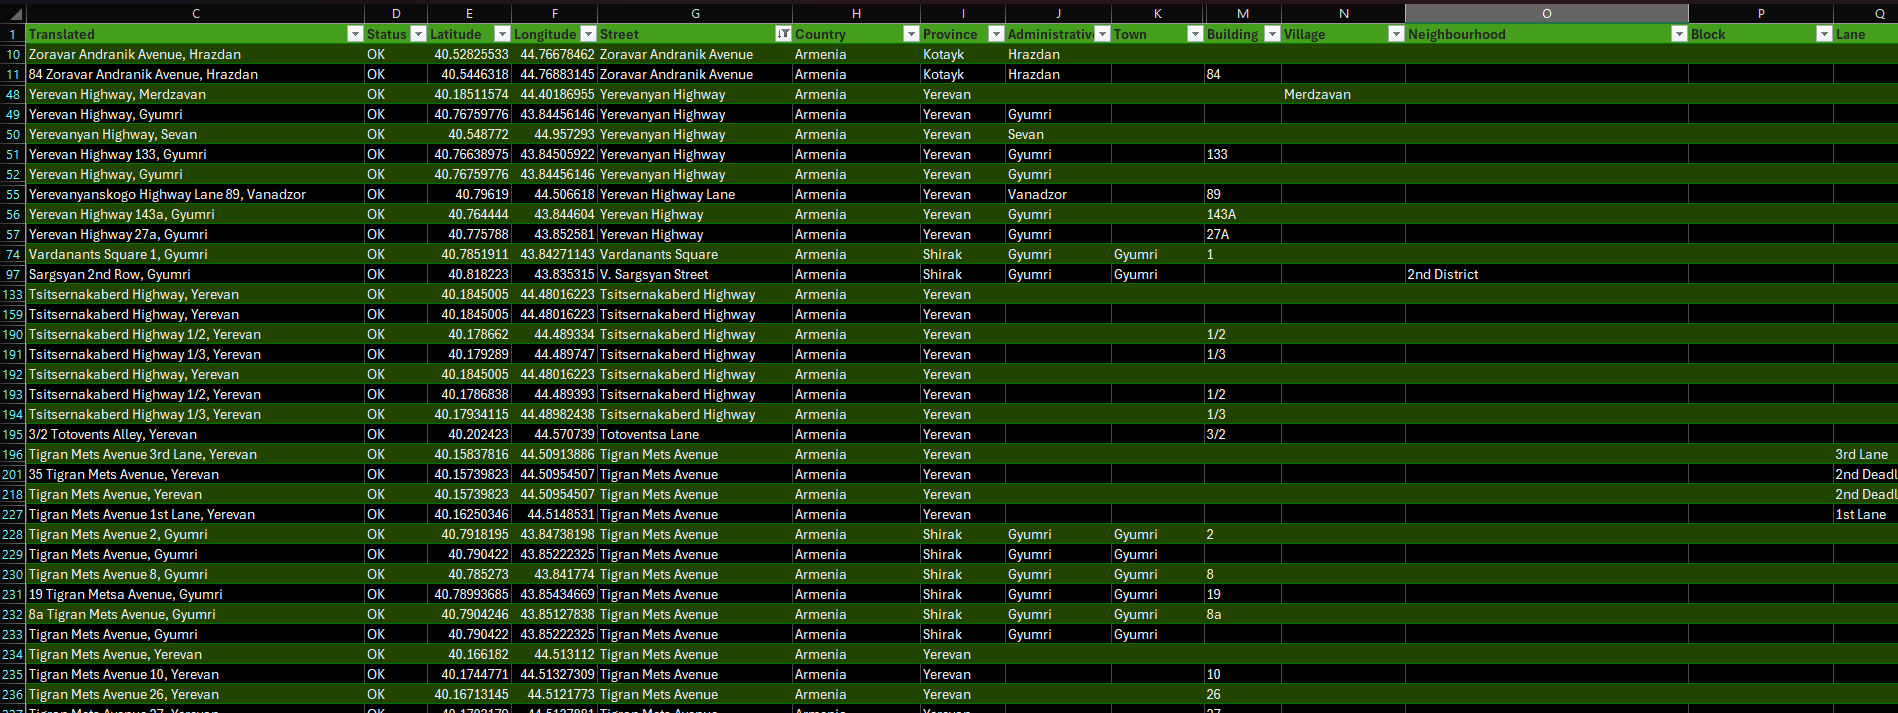 C D E F G H I J K M N O P Q
1 Translated Status Latitude Longitude Street Country Province Administrativ Town Building Village Neighbourhood Block Lane
10 Zoravar Andranik Avenue, Hrazdan OK 40.52825533 44.76678462 Zoravar Andranik Avenue Armenia Kotayk Hrazdan
11 84 Zoravar Andranik Avenue, Hrazdan OK 40.5446318 44.76883145 Zoravar Andranik Avenue Armenia Kotayk Hrazdan 84
48 Yerevan Highway, Merdzavan OK 40.18511574 44.40186955 Yerevanyan Highway Armenia Yerevan Merdzavan
49 Yerevan Highway, Gyumri OK 40.76759776 43.84456146 Yerevanyan Highway Armenia Yerevan Gyumri
50 Yerevanyan Highway, Sevan OK 40.548772 44.957293 Yerevanyan Highway Armenia Yerevan Sevan
51 Yerevan Highway 133, Gyumri OK 40.76638975 43.84505922 Yerevanyan Highway Armenia Yerevan Gyumri 133
52 Yerevan Highway, Gyumri OK 40.76759776 43.84456146 Yerevanyan Highway Armenia Yerevan Gyumri
55 Yerevanyanskogo Highway Lane 89, Vanadzor OK 40.79619 44.506618 Yerevan Highway Lane Armenia Yerevan Vanadzor 89
56 Yerevan Highway 143a, Gyumri OK 40.764444 43.844604 Yerevan Highway Armenia Yerevan Gyumri 143A
57 Yerevan Highway 27a, Gyumri OK 40.775788 43.852581 Yerevan Highway Armenia Yerevan Gyumri 27A
74 Vardanants Square 1, Gyumri OK 40.7851911 43.84271143 Vardanants Square Armenia Shirak Gyumri Gyumri 1
97 Sargsyan 2nd Row, Gyumri OK 40.818223 43.835315 V. Sargsyan Street Armenia Shirak Gyumri Gyumri 2nd District
133 Tsitsernakaberd Highway, Yerevan OK 40.1845005 44.48016223 Tsitsernakaberd Highway Armenia Yerevan
159 Tsitsernakaberd Highway, Yerevan OK 40.1845005 44.48016223 Tsitsernakaberd Highway Armenia Yerevan
190 Tsitsernakaberd Highway 1/2, Yerevan OK 40.178662 44.489334 Tsitsernakaberd Highway Armenia Yerevan 1/2
191 Tsitsernakaberd Highway 1/3, Yerevan OK 40.179289 44.489747 Tsitsernakaberd Highway Armenia Yerevan 1/3
192 Tsitsernakaberd Highway, Yerevan OK 40.1845005 44.48016223 Tsitsernakaberd Highway Armenia Yerevan
193 Tsitsernakaberd Highway 1/2, Yerevan OK 40.1786838 44.489393 Tsitsernakaberd Highway Armenia Yerevan 1/2
194 Tsitsernakaberd Highway 1/3, Yerevan OK 40.17934115 44.48982438 Tsitsernakaberd Highway Armenia Yerevan 1/3
195 3/2 Totovents Alley, Yerevan OK 40.202423 44.570739 Totoventsa Lane Armenia Yerevan 3/2
196 Tigran Mets Avenue 3rd Lane, Yerevan OK 40.15837816 44.50913886 Tigran Mets Avenue Armenia Yerevan 3rd Lane
201 35 Tigran Mets Avenue, Yerevan OK 40.15739823 44.50954507 Tigran Mets Avenue Armenia Yerevan 2nd Deadl
218 Tigran Mets Avenue, Yerevan OK 40.15739823 44.50954507 Tigran Mets Avenue Armenia Yerevan 2nd Deadl
227 Tigran Mets Avenue 1st Lane, Yerevan OK 40.16250346 44.5148531 Tigran Mets Avenue Armenia Yerevan 1st Lane
228 Tigran Mets Avenue 2, Gyumri OK 40.7918195 43.84738198 Tigran Mets Avenue Armenia Shirak Gyumri Gyumri 2
229 Tigran Mets Avenue, Gyumri OK 40.790422 43.85222325 Tigran Mets Avenue Armenia Shirak Gyumri Gyumri
230 Tigran Mets Avenue 8, Gyumri OK 40.785273 43.841774 Tigran Mets Avenue Armenia Shirak Gyumri Gyumri 8
231 19 Tigran Metsa Avenue, Gyumri OK 40.78993685 43.85434669 Tigran Mets Avenue Armenia Shirak Gyumri Gyumri 19
232 8a Tigran Mets Avenue, Gyumri OK 40.7904246 43.85127838 Tigran Mets Avenue Armenia Shirak Gyumri Gyumri 8a
233 Tigran Mets Avenue, Gyumri OK 40.790422 43.85222325 Tigran Mets Avenue Armenia Shirak Gyumri Gyumri
234 Tigran Mets Avenue, Yerevan OK 40.166182 44.513112 Tigran Mets Avenue Armenia Yerevan
235 Tigran Mets Avenue 10, Yerevan OK 40.1744771 44.51327309 Tigran Mets Avenue Armenia Yerevan 10
236 Tigran Mets Avenue 26, Yerevan OK 40.16713145 44.5121773 Tigran Mets Avenue Armenia Yerevan 26